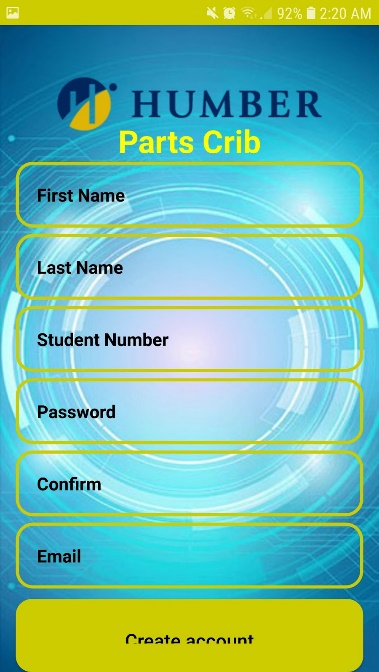 92% 2:20 AM
HUMBER
Parts Crib
First Name
Last Name
Student Number
Password
Confirm
Email
Create account